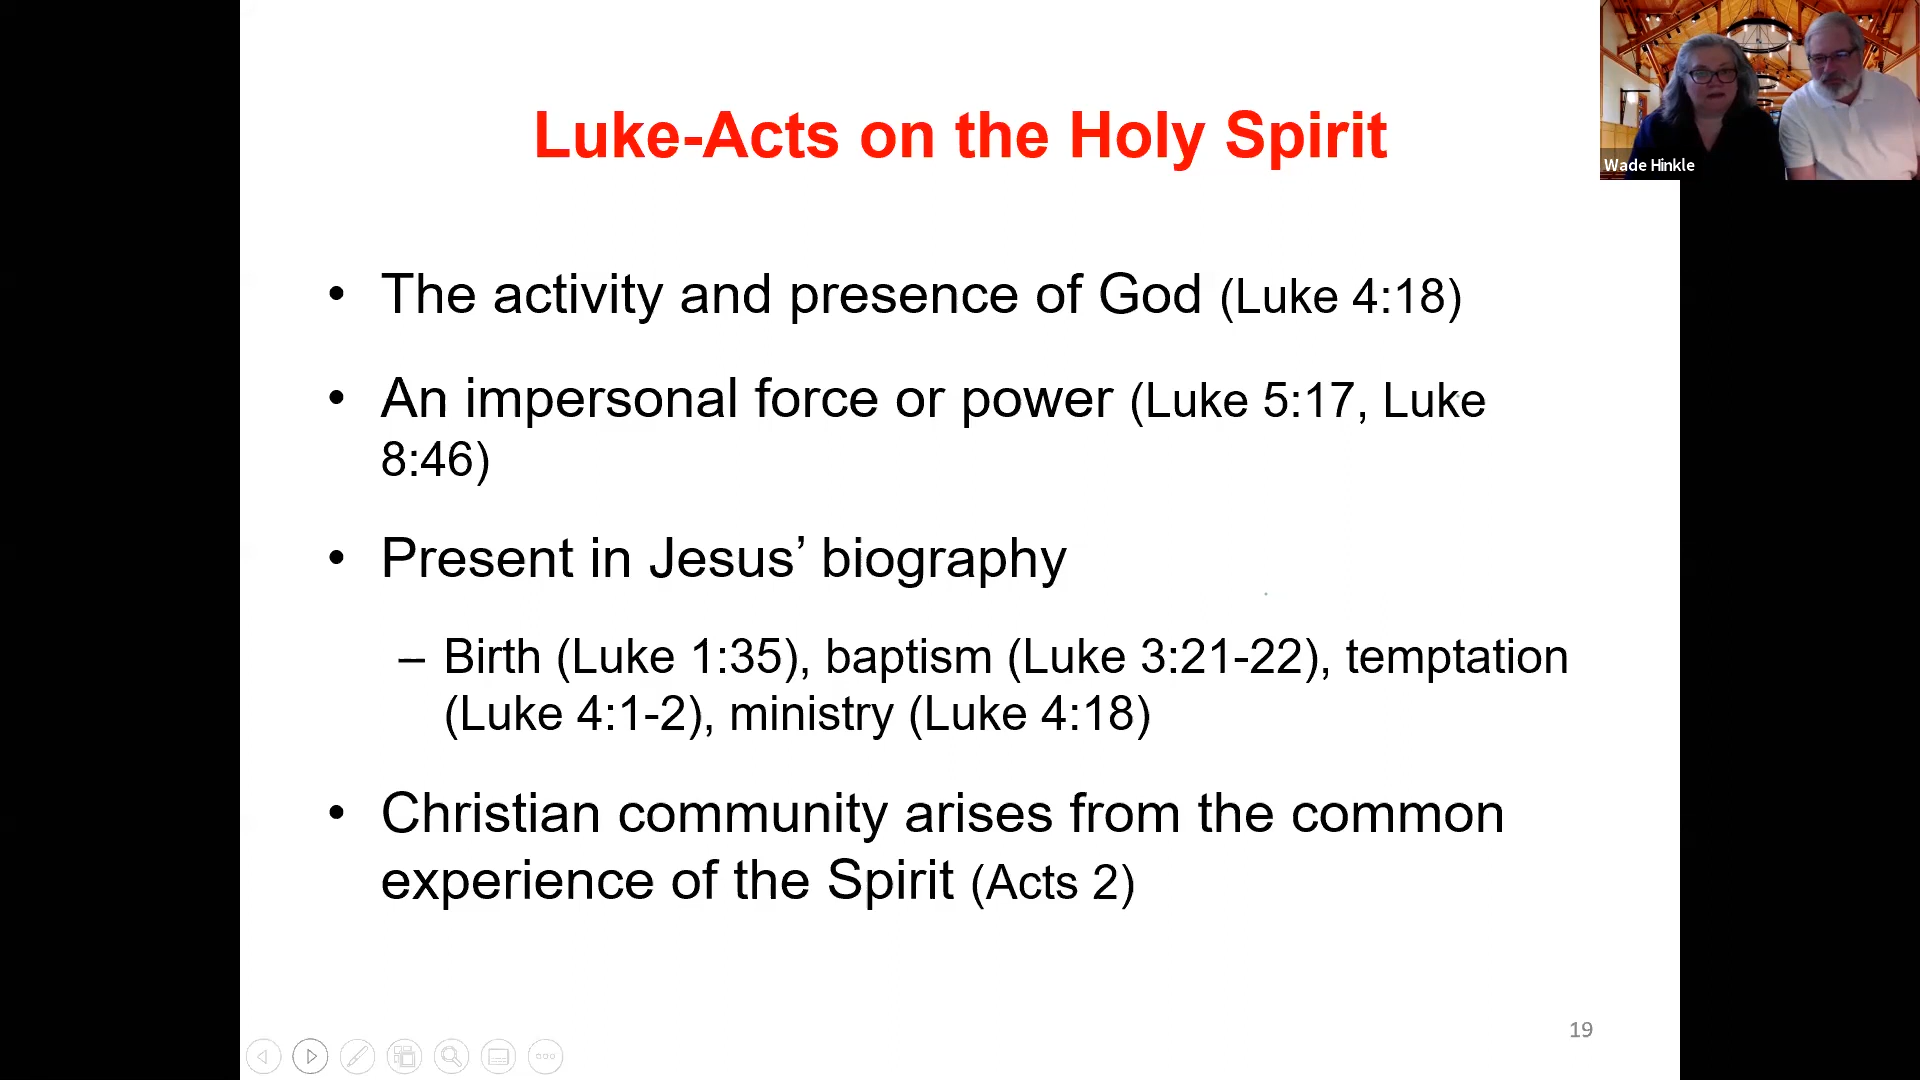 Luke-Acts on the Holy Spirit
Wade Hinkle
• The activity and presence of God (Luke 4:18)
• An impersonal force or power (Luke 5:17, Luke
8:46)
• Present in Jesus’ biography
– Birth (Luke 1:35), baptism (Luke 3:21-22), temptation
(Luke 4:1-2), ministry (Luke 4:18)
• Christian community arises from the common
experience of the Spirit (Acts 2)
19